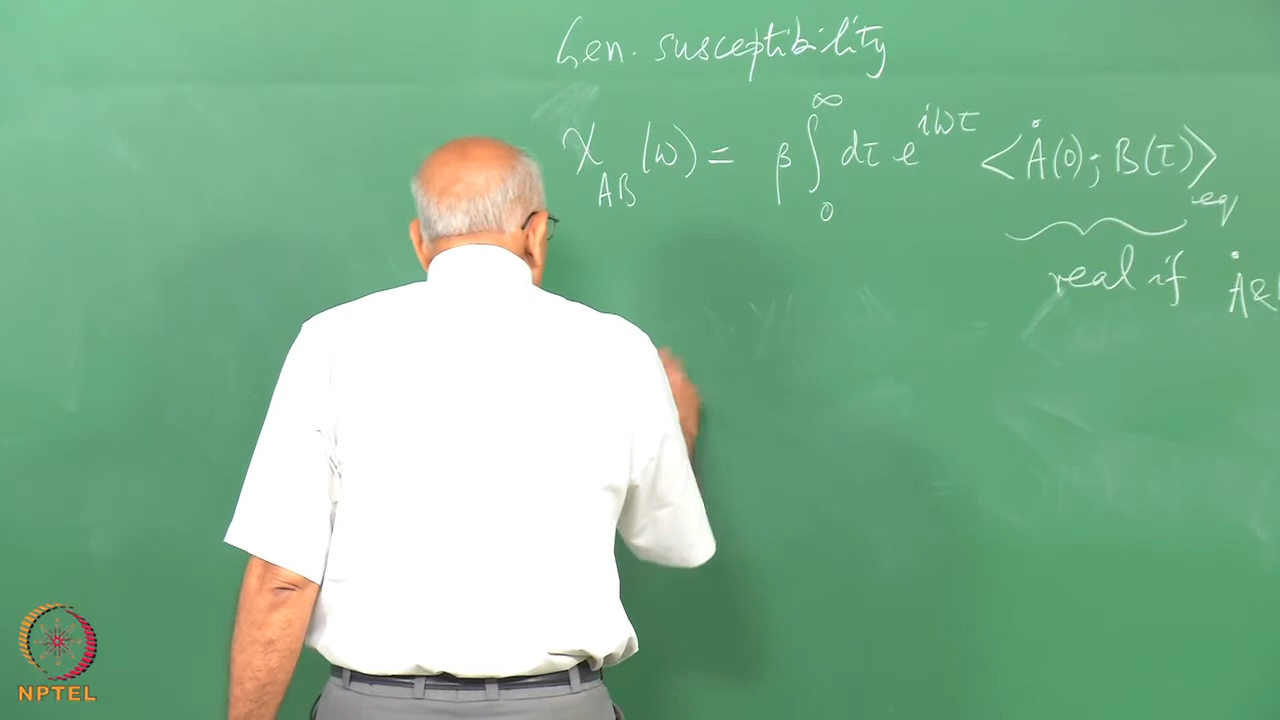 Gen. susceptibility
χ_AB (ω) = β ∫_0^∞ dτ e^{iωτ} <Ȧ(0); B(τ)>_eq
real if Ȧ &
NPTEL